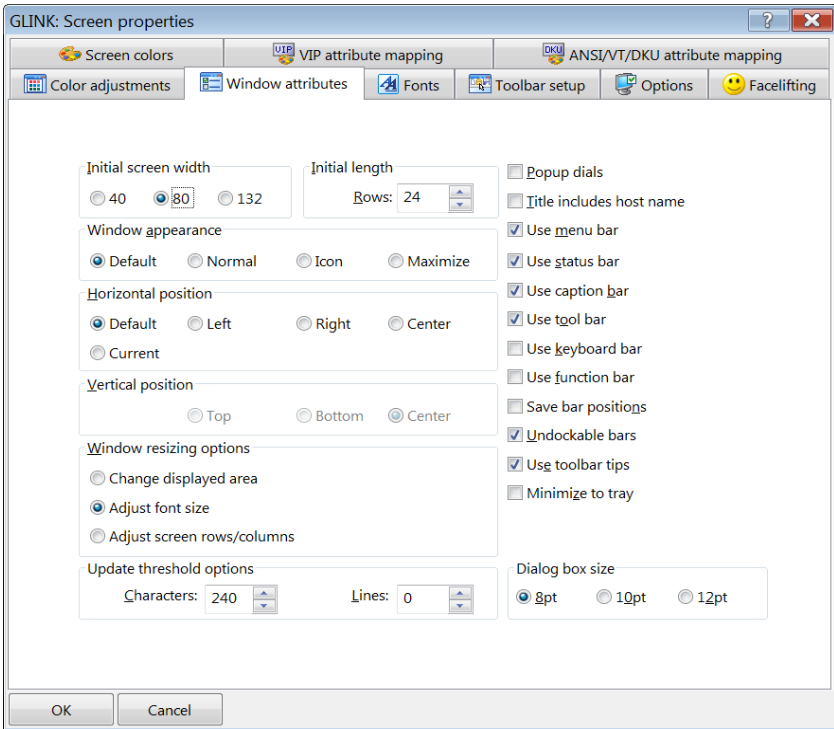 GLINK: Screen properties
Screen colors VIP VIP attribute mapping DKU ANSI/VT/DKU attribute mapping
Color adjustments Window attributes Fonts Toolbar setup Options Facelifting
Initial screen width
40 80 132
Initial length
Rows: 24
Window appearance
Default Normal Icon Maximize
Horizontal position
Default Left Right Center
Current
Vertical position
Top Bottom Center
Window resizing options
Change displayed area
Adjust font size
Adjust screen rows/columns
Update threshold options
Characters: 240 Lines: 0
Popup dials
Title includes host name
Use menu bar
Use status bar
Use caption bar
Use tool bar
Use keyboard bar
Use function bar
Save bar positions
Undockable bars
Use toolbar tips
Minimize to tray
Dialog box size
8pt 10pt 12pt
OK Cancel